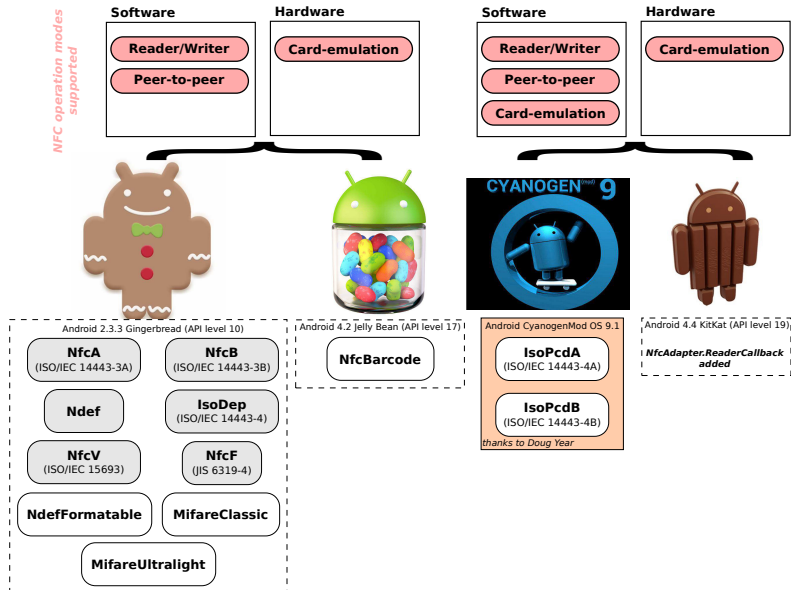 Software
Hardware
Software
Hardware
NFC operation modes
supported
Reader/Writer
Peer-to-peer
Card-emulation
Reader/Writer
Peer-to-peer
Card-emulation
Card-emulation
CYANOGEN (mod) 9
Android 2.3.3 Gingerbread (API level 10)
NfcA
(ISO/IEC 14443-3A)
NfcB
(ISO/IEC 14443-3B)
Ndef
IsoDep
(ISO/IEC 14443-4)
NfcV
(ISO/IEC 15693)
NfcF
(JIS 6319-4)
NdefFormatable
MifareClassic
MifareUltralight
Android 4.2 Jelly Bean (API level 17)
NfcBarcode
Android CyanogenMod OS 9.1
IsoPcdA
(ISO/IEC 14443-4A)
IsoPcdB
(ISO/IEC 14443-4B)
thanks to Doug Year
Android 4.4 KitKat (API level 19)
NfcAdapter.ReaderCallback
added